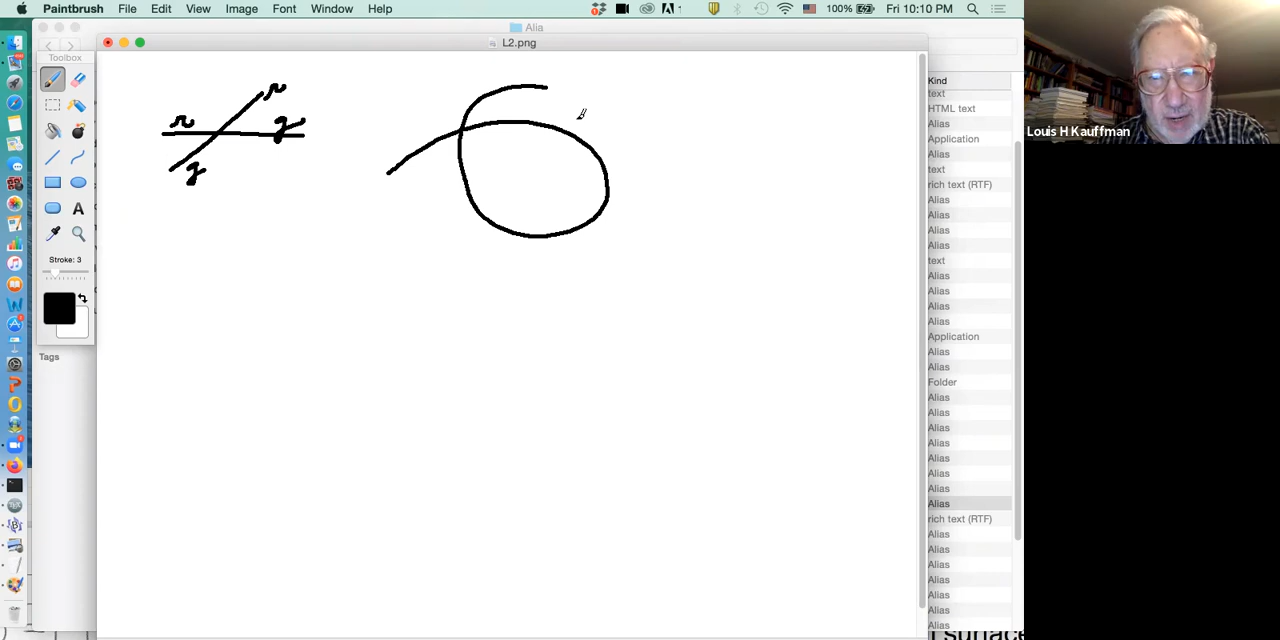 Paintbrush File Edit View Image Font Window Help
1 100% Fri 10:10 PM
Alia
L2.png
Toolbox
A
Stroke: 3
Tags
r r g
g
Kind
text
HTML text
Alias
Application
Alias
text
rich text (RTF)
Alias
Alias
Alias
Alias
text
Alias
Alias
Alias
Alias
Application
Alias
Alias
Folder
Alias
Alias
Alias
Alias
Alias
Alias
Alias
Alias
rich text (RTF)
Alias
Alias
Alias
Alias
Alias
Alias
Alias
Louis H Kauffman